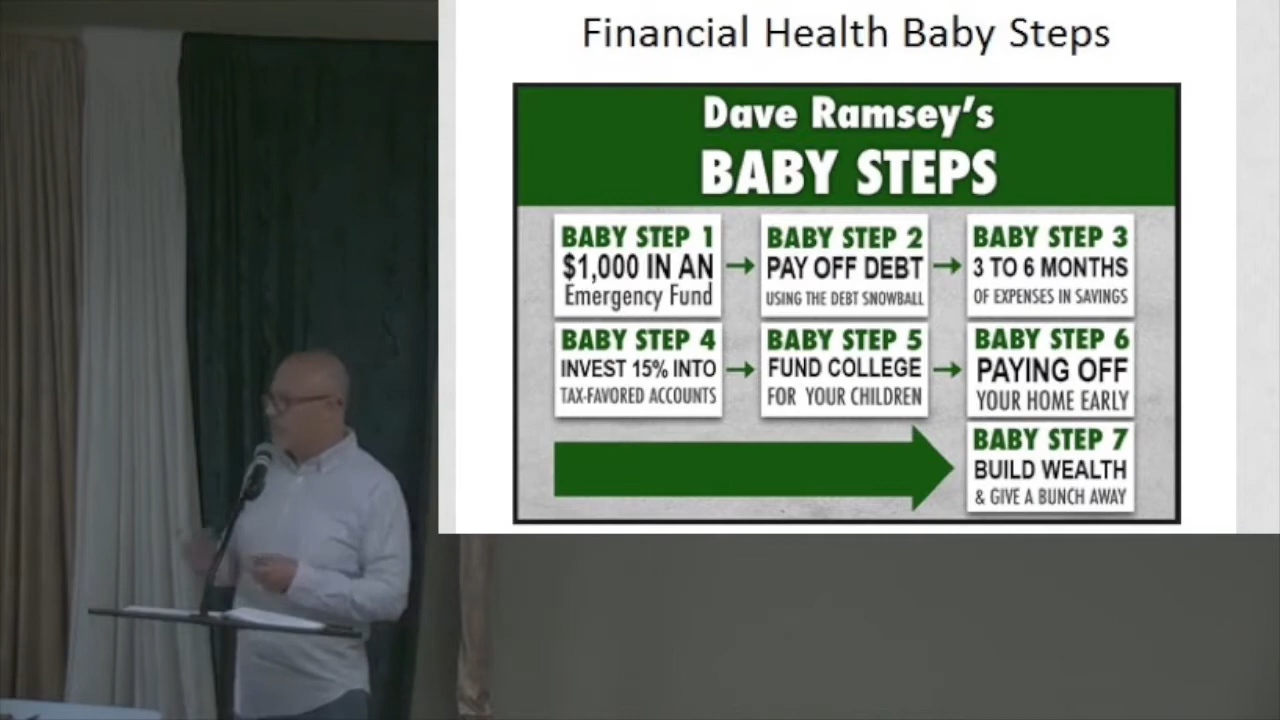 Financial Health Baby Steps
Dave Ramsey's
BABY STEPS
BABY STEP 1
$1,000 IN AN
Emergency Fund
BABY STEP 2
PAY OFF DEBT
USING THE DEBT SNOWBALL
BABY STEP 3
3 TO 6 MONTHS
OF EXPENSES IN SAVINGS
BABY STEP 4
INVEST 15% INTO
TAX-FAVORED ACCOUNTS
BABY STEP 5
FUND COLLEGE
FOR YOUR CHILDREN
BABY STEP 6
PAYING OFF
YOUR HOME EARLY
BABY STEP 7
BUILD WEALTH
& GIVE A BUNCH AWAY